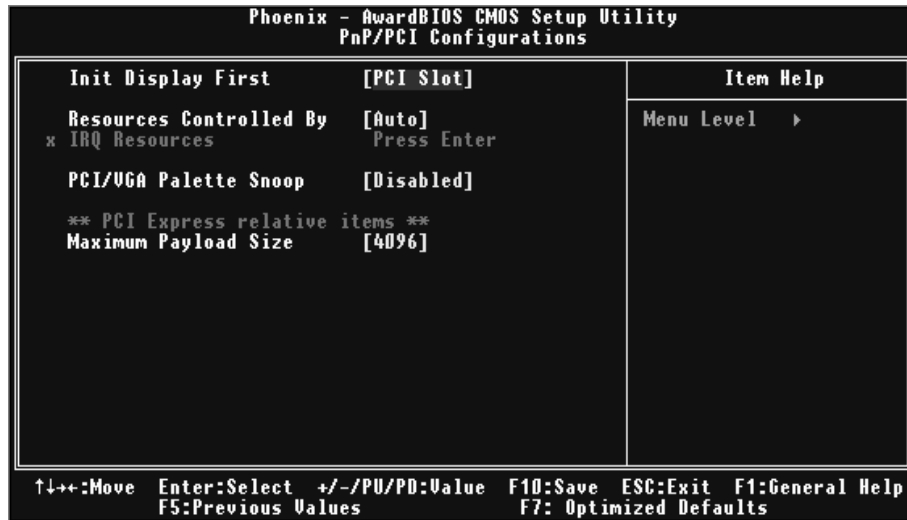 Phoenix - AwardBIOS CMOS Setup Utility
PnP/PCI Configurations
Init Display First [PCI Slot]
Resources Controlled By [Auto]
x IRQ Resources Press Enter
PCI/VGA Palette Snoop [Disabled]
** PCI Express relative items **
Maximum Payload Size [4096]
Item Help
Menu Level ▸
↑↓→←:Move Enter:Select +/-/PU/PD:Value F10:Save ESC:Exit F1:General Help
F5:Previous Values F7: Optimized Defaults